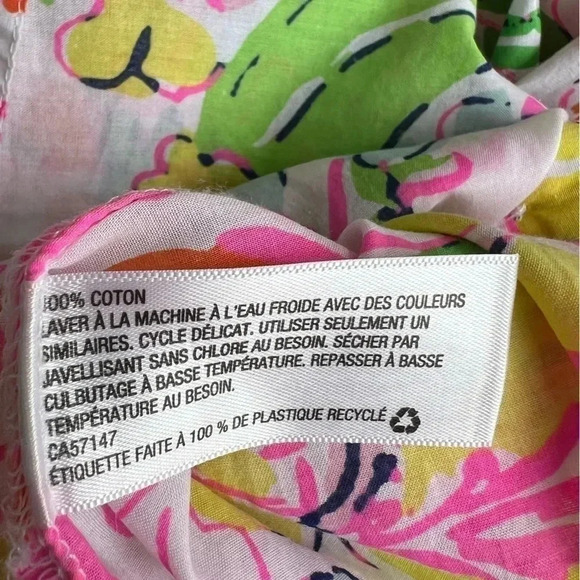 100% COTON
LAVER À LA MACHINE À L'EAU FROIDE AVEC DES COULEURS
SIMILAIRES. CYCLE DÉLICAT. UTILISER SEULEMENT UN
JAVELLISANT SANS CHLORE AU BESOIN. SÉCHER PAR
CULBUTAGE À BASSE TEMPÉRATURE. REPASSER À BASSE
TEMPÉRATURE AU BESOIN.
CA57147
ÉTIQUETTE FAITE À 100 % DE PLASTIQUE RECYCLÉ